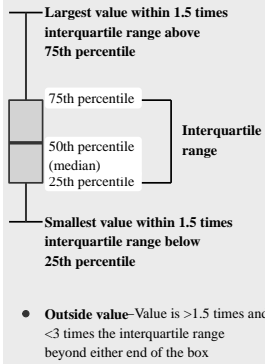 Largest value within 1.5 times
interquartile range above
75th percentile
75th percentile
Interquartile
range
50th percentile
(median)
25th percentile
Smallest value within 1.5 times
interquartile range below
25th percentile
Outside value–Value is >1.5 times and
<3 times the interquartile range
beyond either end of the box